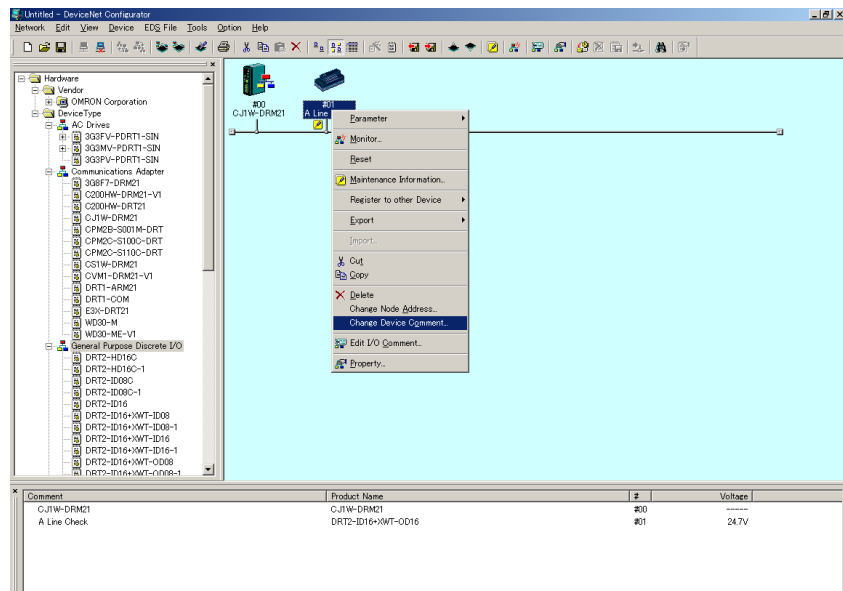 Untitled - DeviceNet Configurator
Network Edit View Device EDS File Tools Option Help
Hardware
Vendor
OMRON Corporation
DeviceType
AC Drives
3G3FV-PDRT1-SIN
3G3MV-PDRT1-SIN
3G3PV-PDRT1-SIN
Communications Adapter
3G8F7-DRM21
C200HW-DRM21-V1
C200HW-DRT21
CJ1W-DRM21
CPM2B-S001M-DRT
CPM2C-S100C-DRT
CPM2C-S110C-DRT
CS1W-DRM21
CVM1-DRM21-V1
DRT1-ARM21
DRT1-COM
E3X-DRT21
WD30-M
WD30-ME-V1
General Purpose Discrete I/O
DRT2-HD16C
DRT2-HD16C-1
DRT2-ID08C
DRT2-ID08C-1
DRT2-ID16
DRT2-ID16+XWT-ID08
DRT2-ID16+XWT-ID08-1
DRT2-ID16+XWT-ID16
DRT2-ID16+XWT-ID16-1
DRT2-ID16+XWT-OD08
DRT2-ID16+XWT-OD08-1
#00
CJ1W-DRM21
#01
A Line
Parameter
Monitor...
Reset
Maintenance Information...
Register to other Device
Export
Import...
Cut
Copy
Delete
Change Node Address...
Change Device Comment...
Edit I/O Comment...
Property...
Comment Product Name # Voltage
CJ1W-DRM21 CJ1W-DRM21 #00 -----
A Line Check DRT2-ID16+XWT-OD16 #01 24.7V